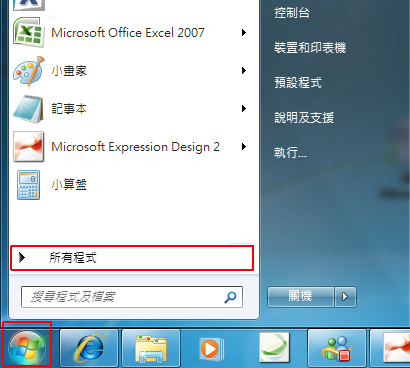 Microsoft Office Excel 2007
小畫家
記事本
Microsoft Expression Design 2
小算盤
所有程式
搜尋程式及檔案
控制台
裝置和印表機
預設程式
說明及支援
執行...
關機